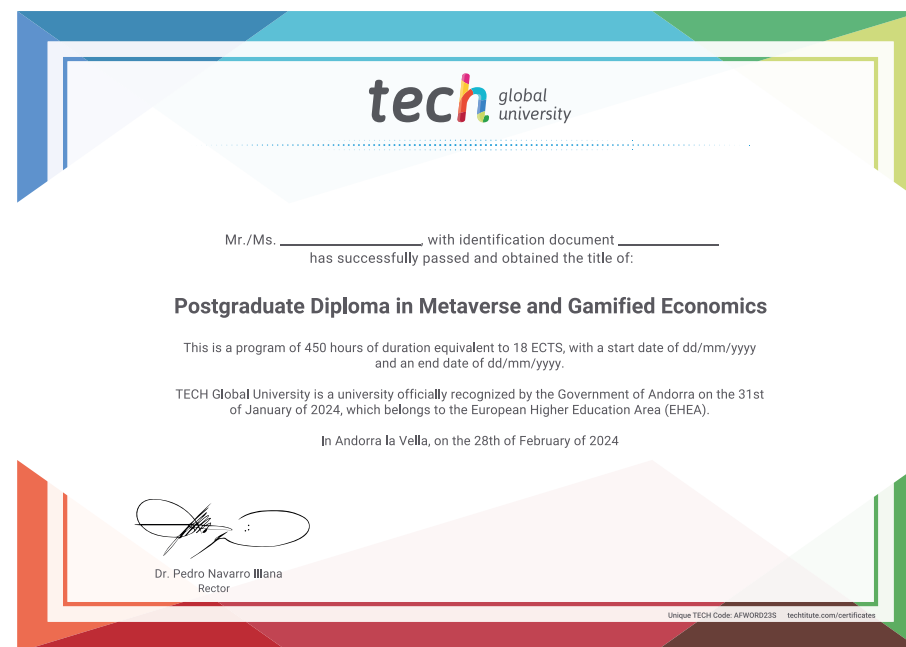 tech global university
Mr./Ms. ____________________, with identification document ______________
has successfully passed and obtained the title of:
Postgraduate Diploma in Metaverse and Gamified Economics
This is a program of 450 hours of duration equivalent to 18 ECTS, with a start date of dd/mm/yyyy
and an end date of dd/mm/yyyy.
TECH Global University is a university officially recognized by the Government of Andorra on the 31st
of January of 2024, which belongs to the European Higher Education Area (EHEA).
In Andorra la Vella, on the 28th of February of 2024
Dr. Pedro Navarro Illana
Rector
Unique TECH Code: AFWORD23S techtitute.com/certificates